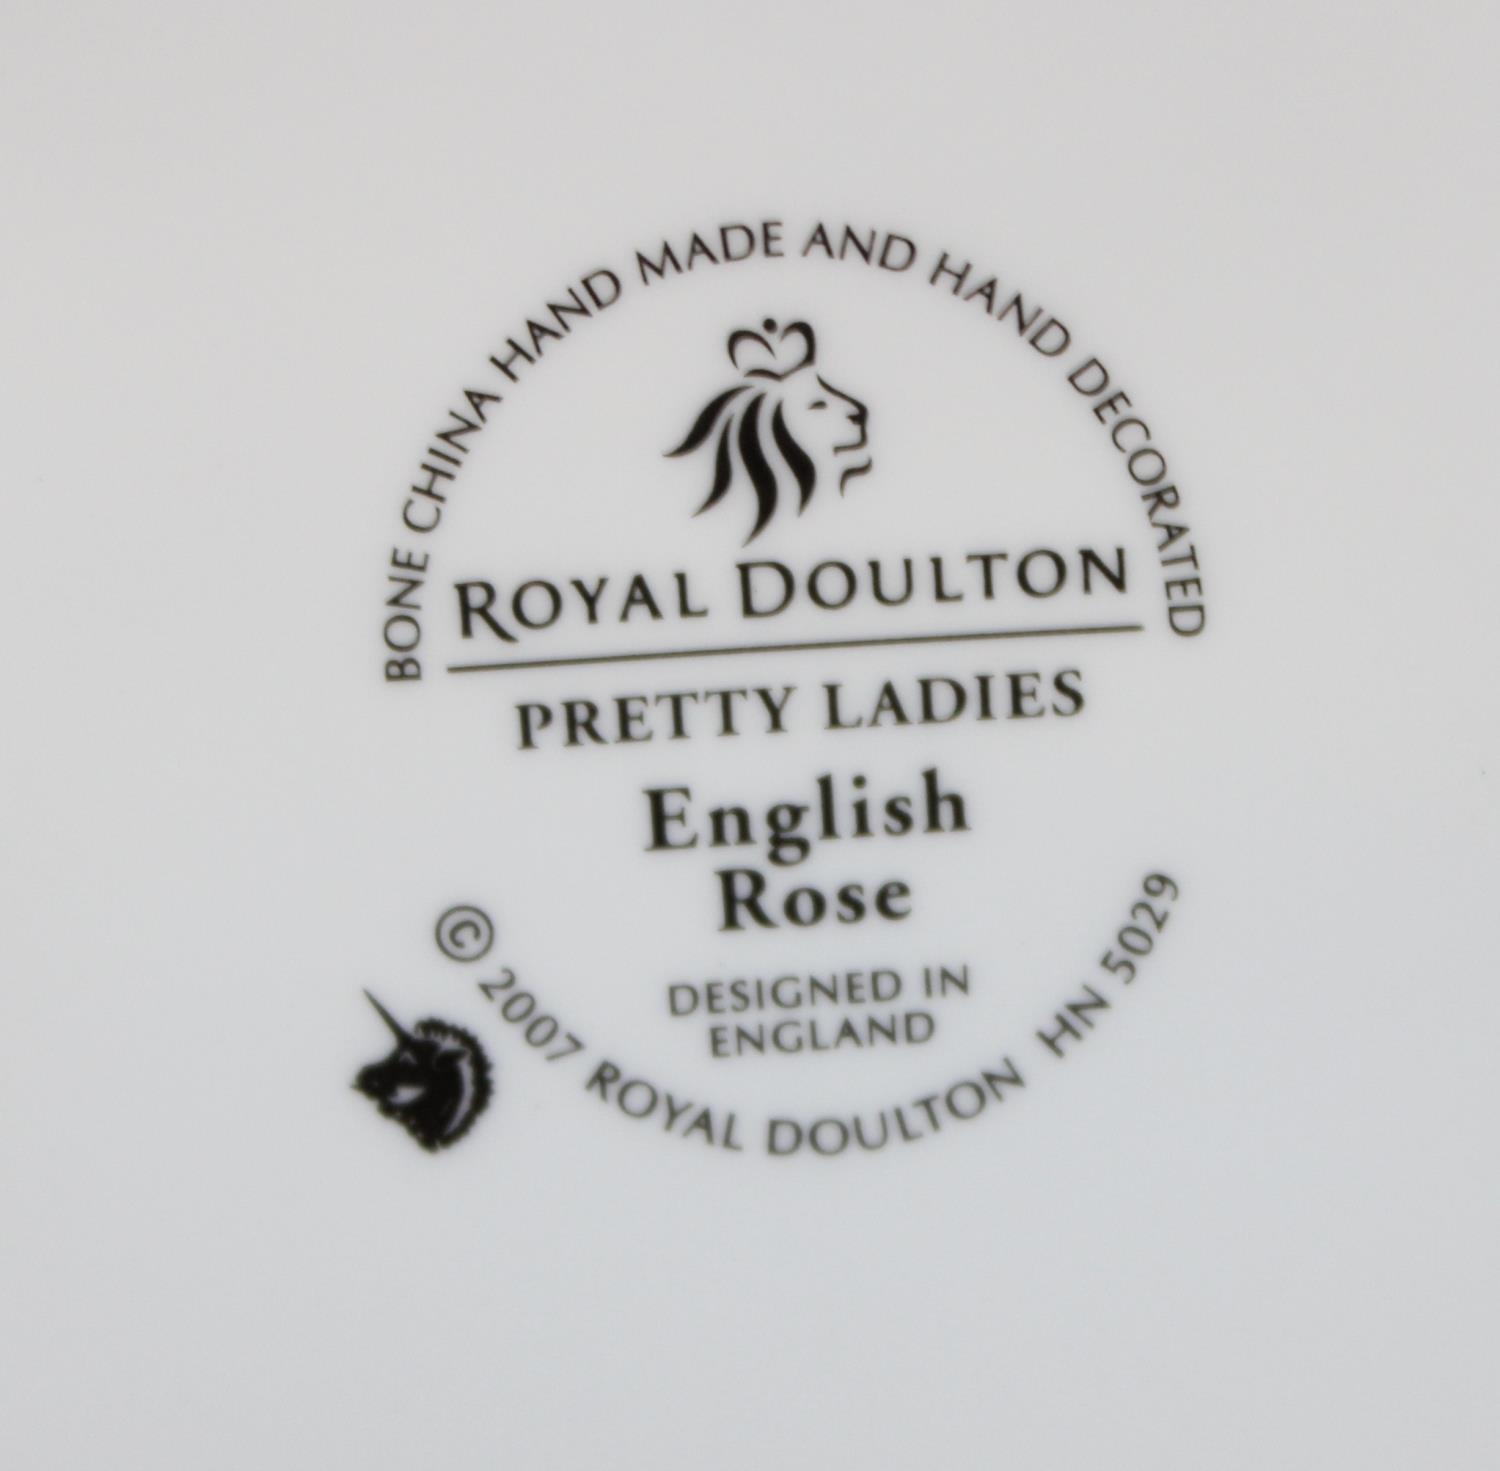 BONE CHINA HAND MADE AND HAND DECORATED
ROYAL DOULTON
PRETTY LADIES
English
Rose
DESIGNED IN
ENGLAND
© 2007 ROYAL DOULTON HN 5029